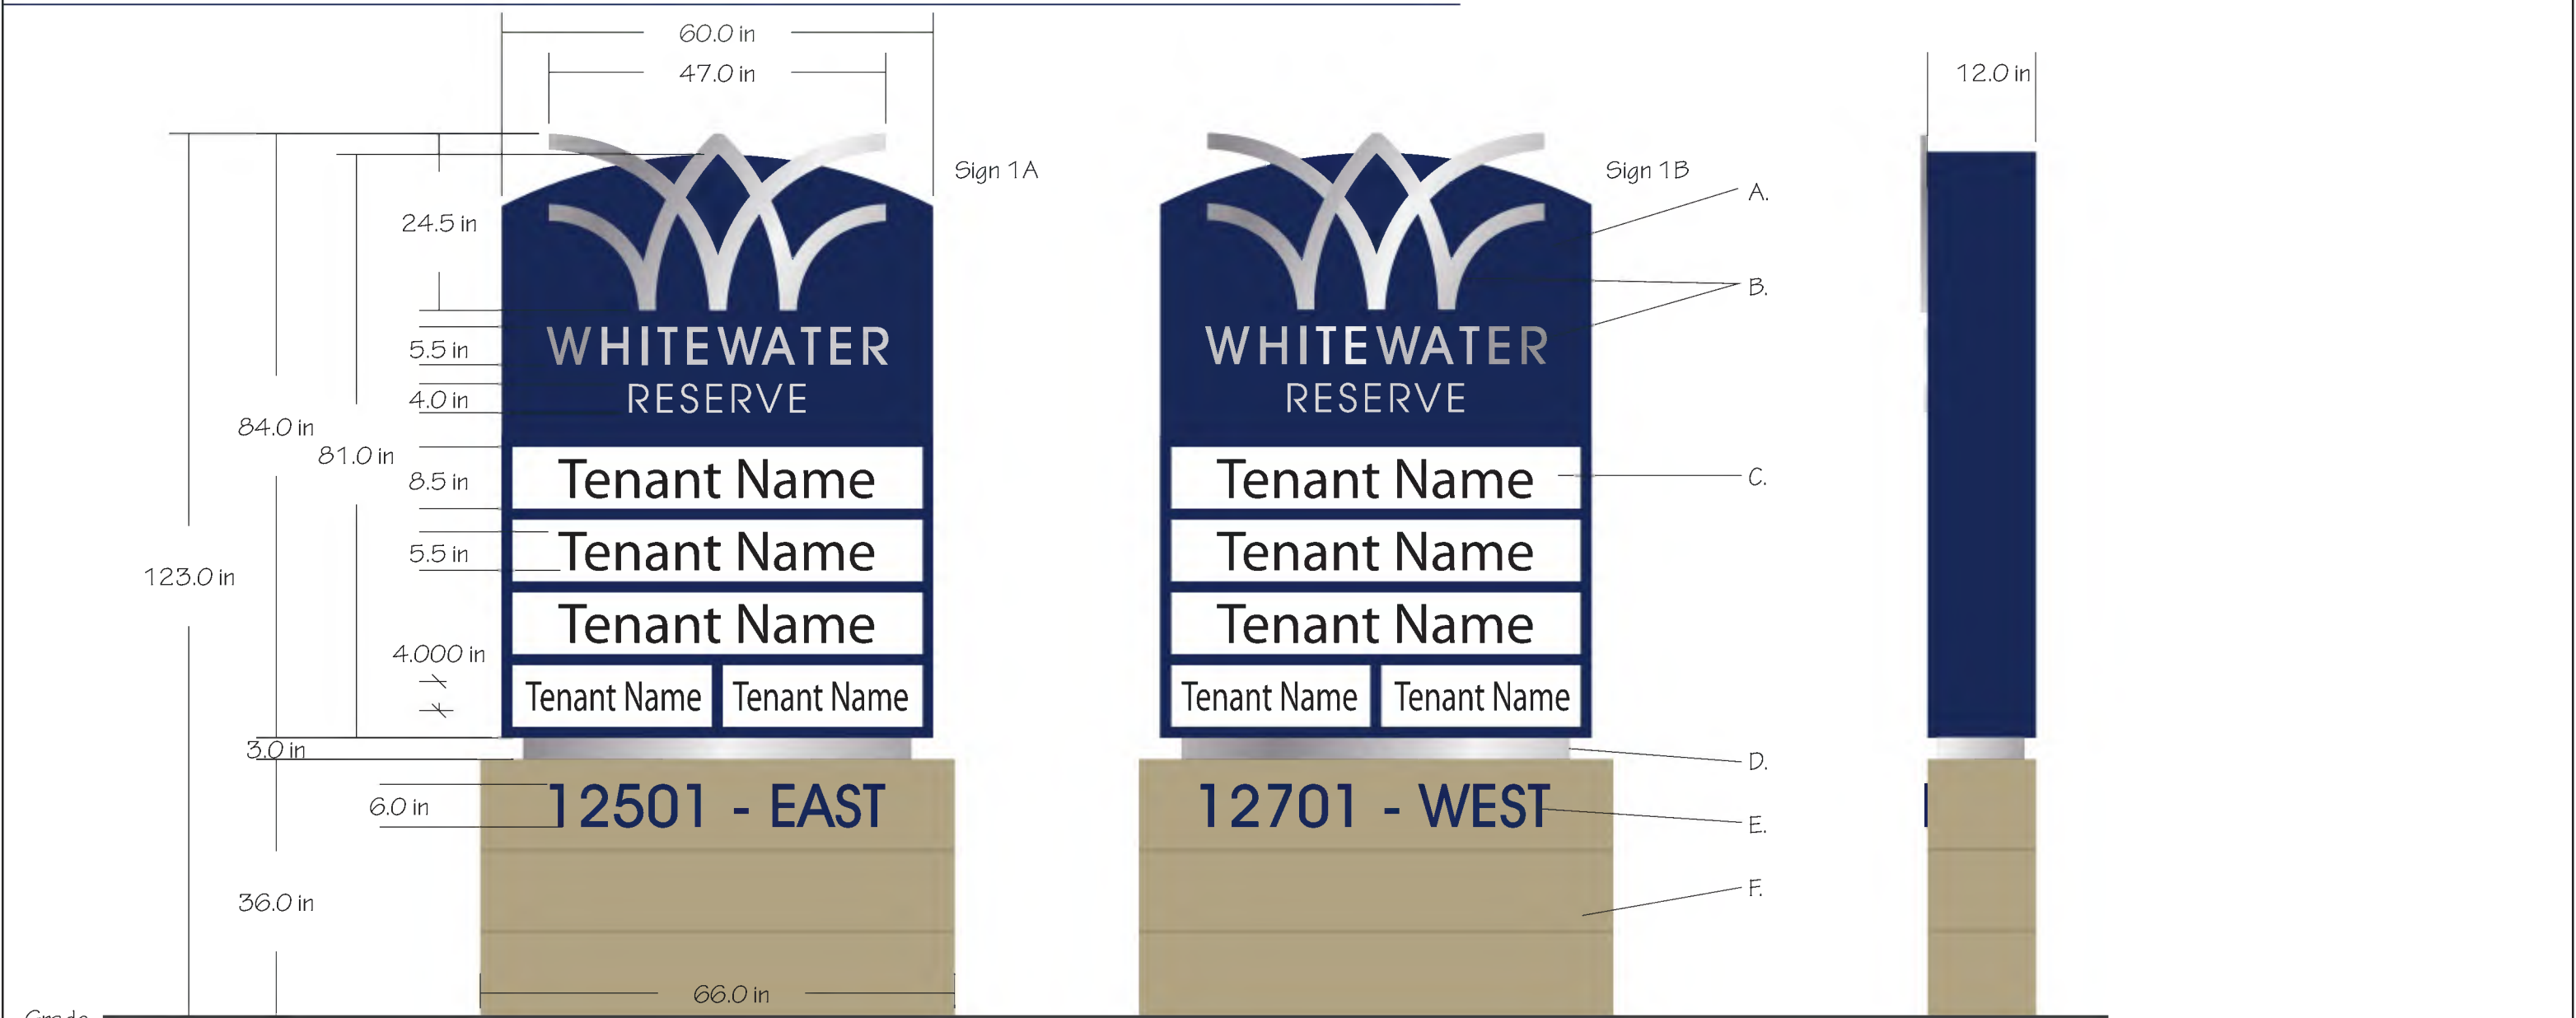 60.0 in
47.0 in
12.0 in
Sign 1A
Sign 1B
A.
24.5 in
B.
WHITEWATER
RESERVE
WHITEWATER
RESERVE
5.5 in
4.0 in
84.0 in
81.0 in
8.5 in
Tenant Name
Tenant Name
C.
5.5 in
Tenant Name
Tenant Name
123.0 in
Tenant Name
Tenant Name
4.000 in
Tenant Name Tenant Name
Tenant Name Tenant Name
3.0 in
D.
6.0 in
12501 - EAST
12701 - WEST
E.
F.
36.0 in
66.0 in
Grade